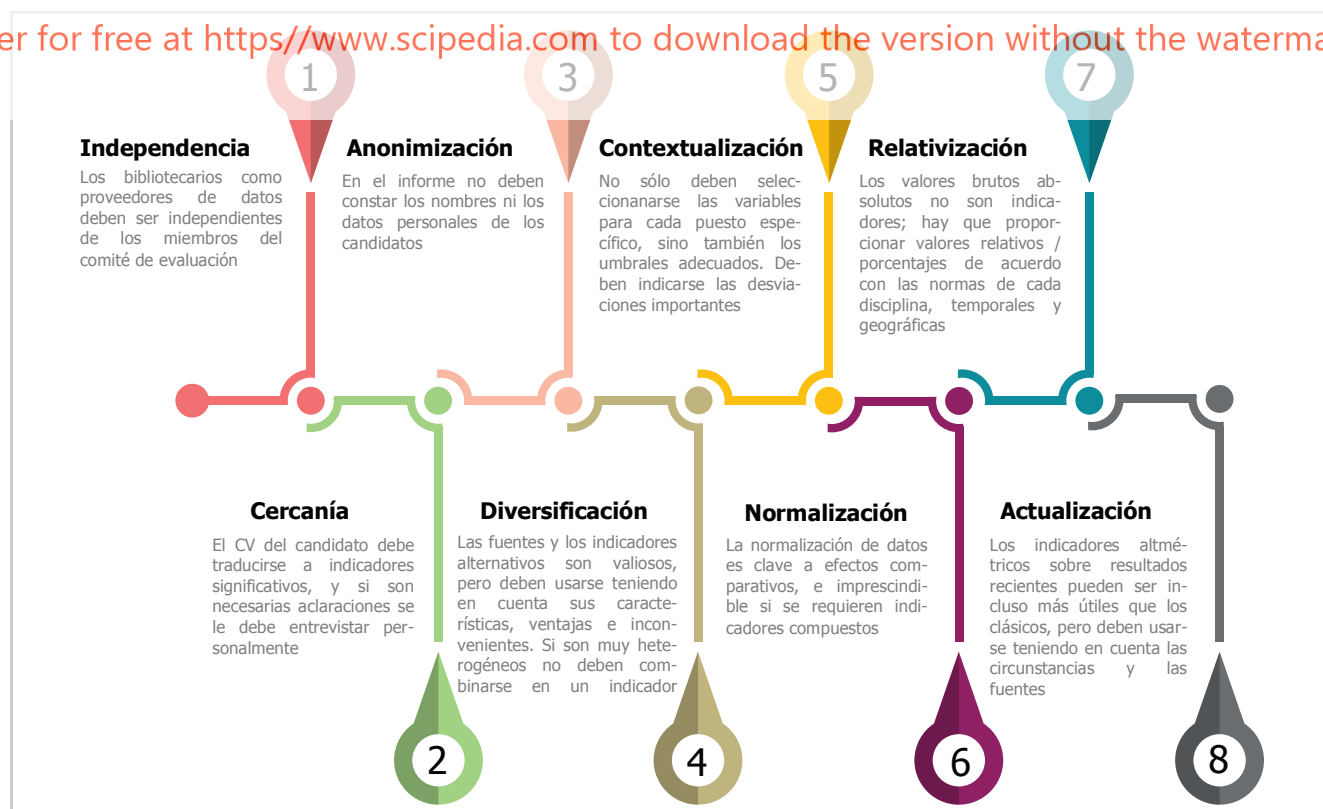 er for free at https//www.scipedia.com to download the version without the waterma
1
Independencia
Los bibliotecarios como
proveedores de datos
deben ser independientes
de los miembros del
comité de evaluación
3
Anonimización
En el informe no deben
constar los nombres ni los
datos personales de los
candidatos
5
Contextualización
No sólo deben selec-
cionanarse las variables
para cada puesto espe-
cífico, sino también los
umbrales adecuados. De-
ben indicarse las desvia-
ciones importantes
7
Relativización
Los valores brutos ab-
solutos no son indica-
dores; hay que propor-
cionar valores relativos /
porcentajes de acuerdo
con las normas de cada
disciplina, temporales y
geográficas
Cercanía
El CV del candidato debe
traducirse a indicadores
significativos, y si son
necesarias aclaraciones se
le debe entrevistar per-
sonalmente
2
Diversificación
Las fuentes y los indicadores
alternativos son valiosos,
pero deben usarse teniendo
en cuenta sus caracte-
rísticas, ventajas e incon-
venientes. Si son muy hete-
rogéneos no deben com-
binarse en un indicador
4
Normalización
La normalización de datos
es clave a efectos com-
parativos, e imprescindi-
ble si se requieren indi-
cadores compuestos
6
Actualización
Los indicadores altmé-
tricos sobre resultados
recientes pueden ser in-
cluso más útiles que los
clásicos, pero deben usar-
se teniendo en cuenta las
circunstancias y las
fuentes
8